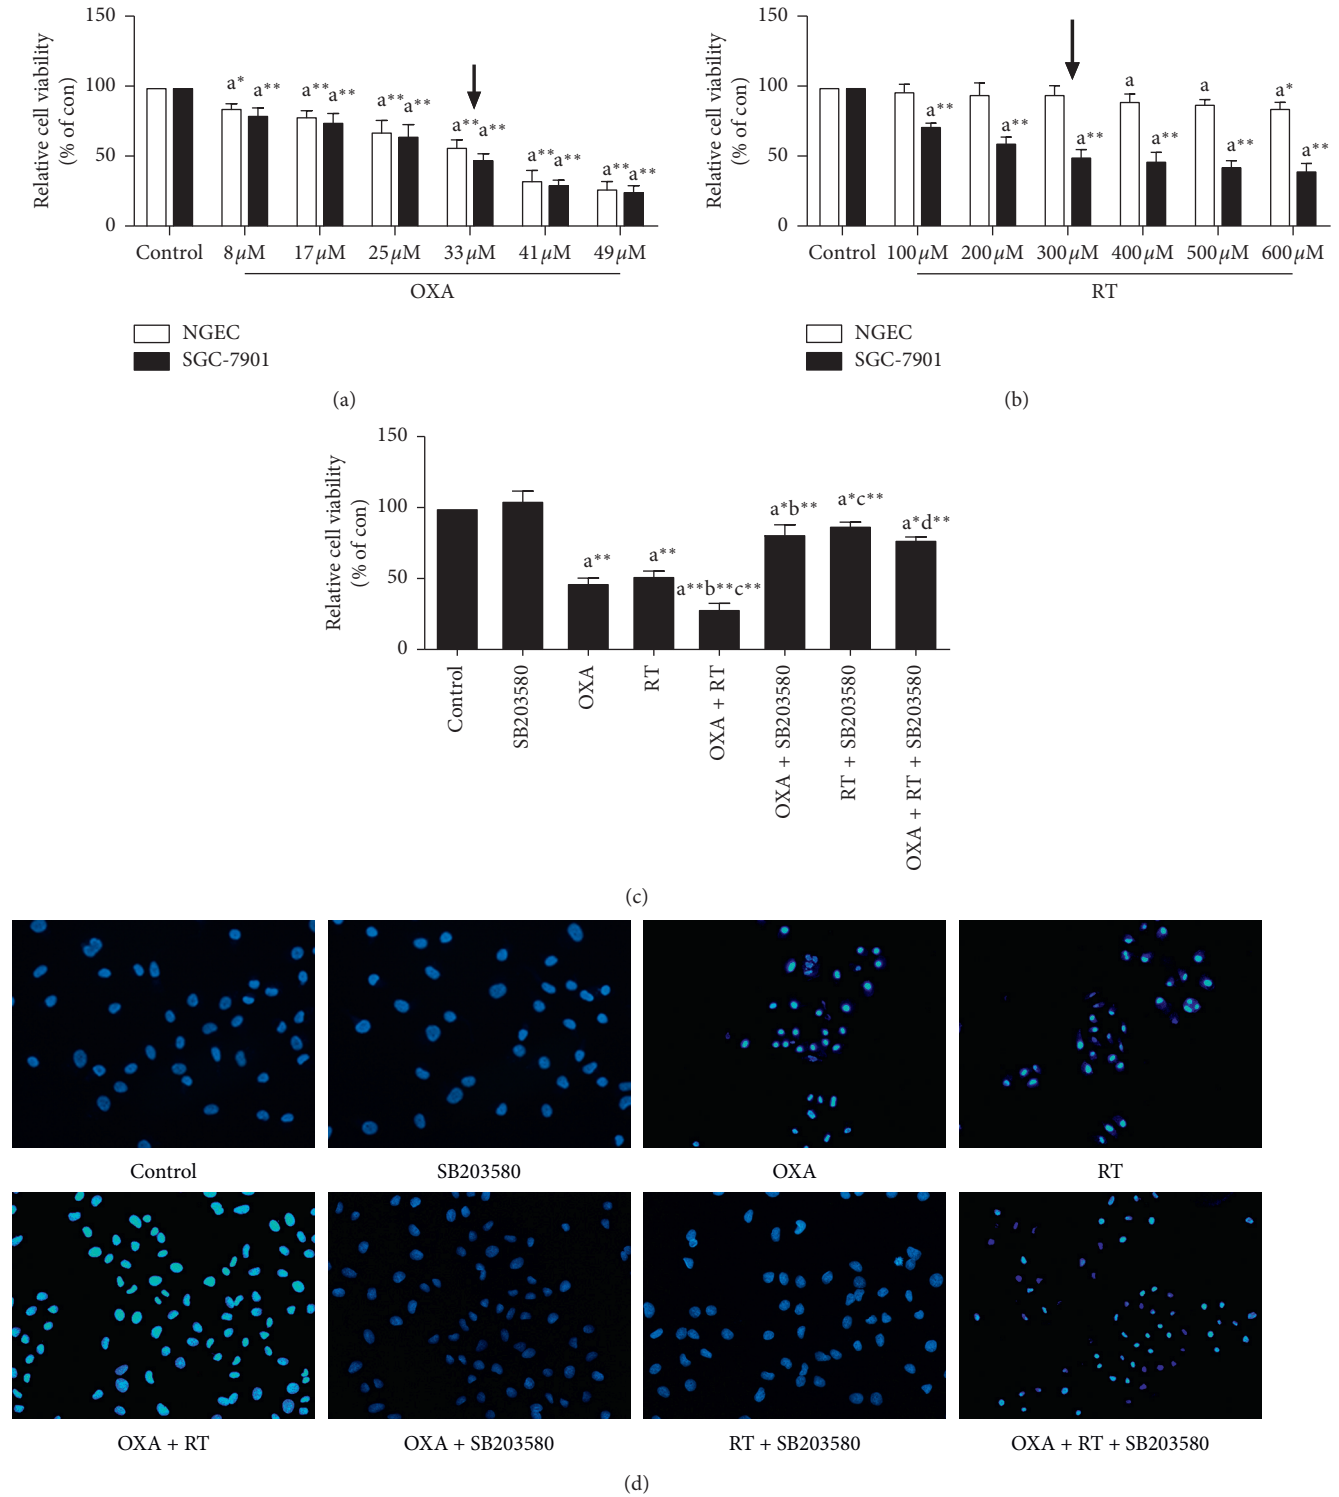 150
100
50
0
Relative cell viability
(% of con)
a* a** a** a** a** a** a** a** a** a** a** a**
Control 8 µM 17 µM 25 µM 33 µM 41 µM 49 µM
OXA
NGEC
SGC-7901
(a)
150
100
50
0
Relative cell viability
(% of con)
a** a** a** a a** a a** a* a**
Control 100 µM 200 µM 300 µM 400 µM 500 µM 600 µM
RT
NGEC
SGC-7901
(b)
150
100
50
0
Relative cell viability
(% of con)
a** a** a**b**c** a*b** a*c** a*d**
Control
SB203580
OXA
RT
OXA + RT
OXA + SB203580
RT + SB203580
OXA + RT + SB203580
(c)
Control SB203580 OXA RT
OXA + RT OXA + SB203580 RT + SB203580 OXA + RT + SB203580
(d)